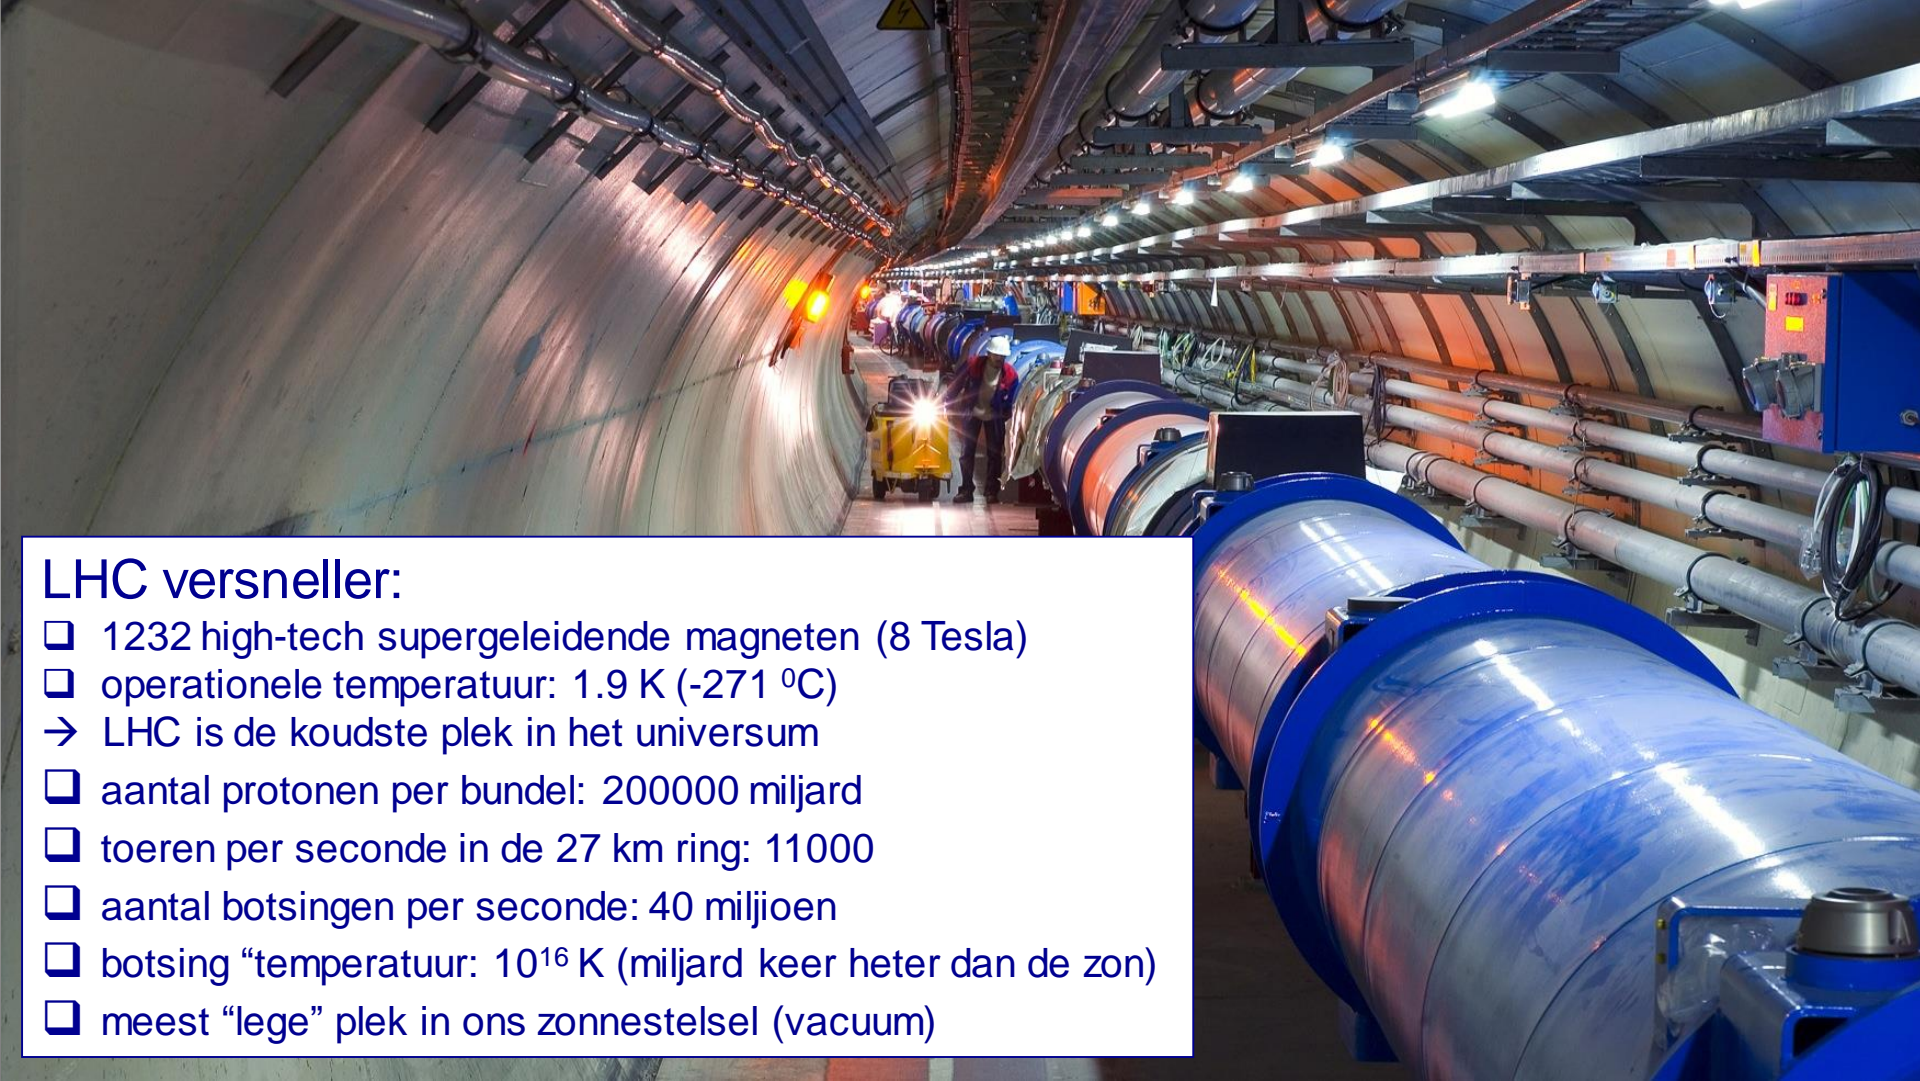 LHC versneller:
❑ 1232 high-tech supergeleidende magneten (8 Tesla)
❑ operationele temperatuur: 1.9 K (-271 ⁰C)
→ LHC is de koudste plek in het universum
❑ aantal protonen per bundel: 200000 miljard
❑ toeren per seconde in de 27 km ring: 11000
❑ aantal botsingen per seconde: 40 miljioen
❑ botsing “temperatuur: 10¹⁶ K (miljard keer heter dan de zon)
❑ meest “lege” plek in ons zonnestelsel (vacuum)